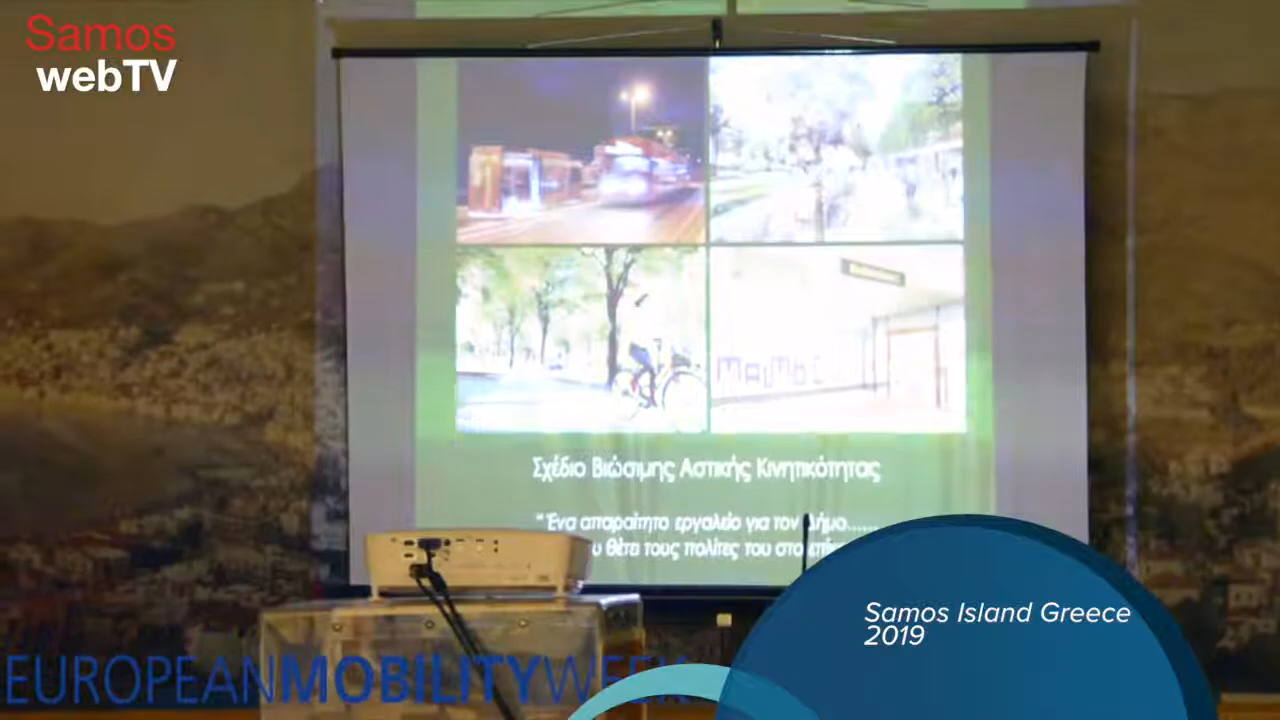 Samos
webTV
Σχέδιο Βιώσιμης Αστικής Κινητικότητας
“Ένα απαραίτητο εργαλείο για τον Δήμο......
θέτει τους πολίτες του στο
Samos Island Greece
2019
EUROPEANMOBILITYWEEK